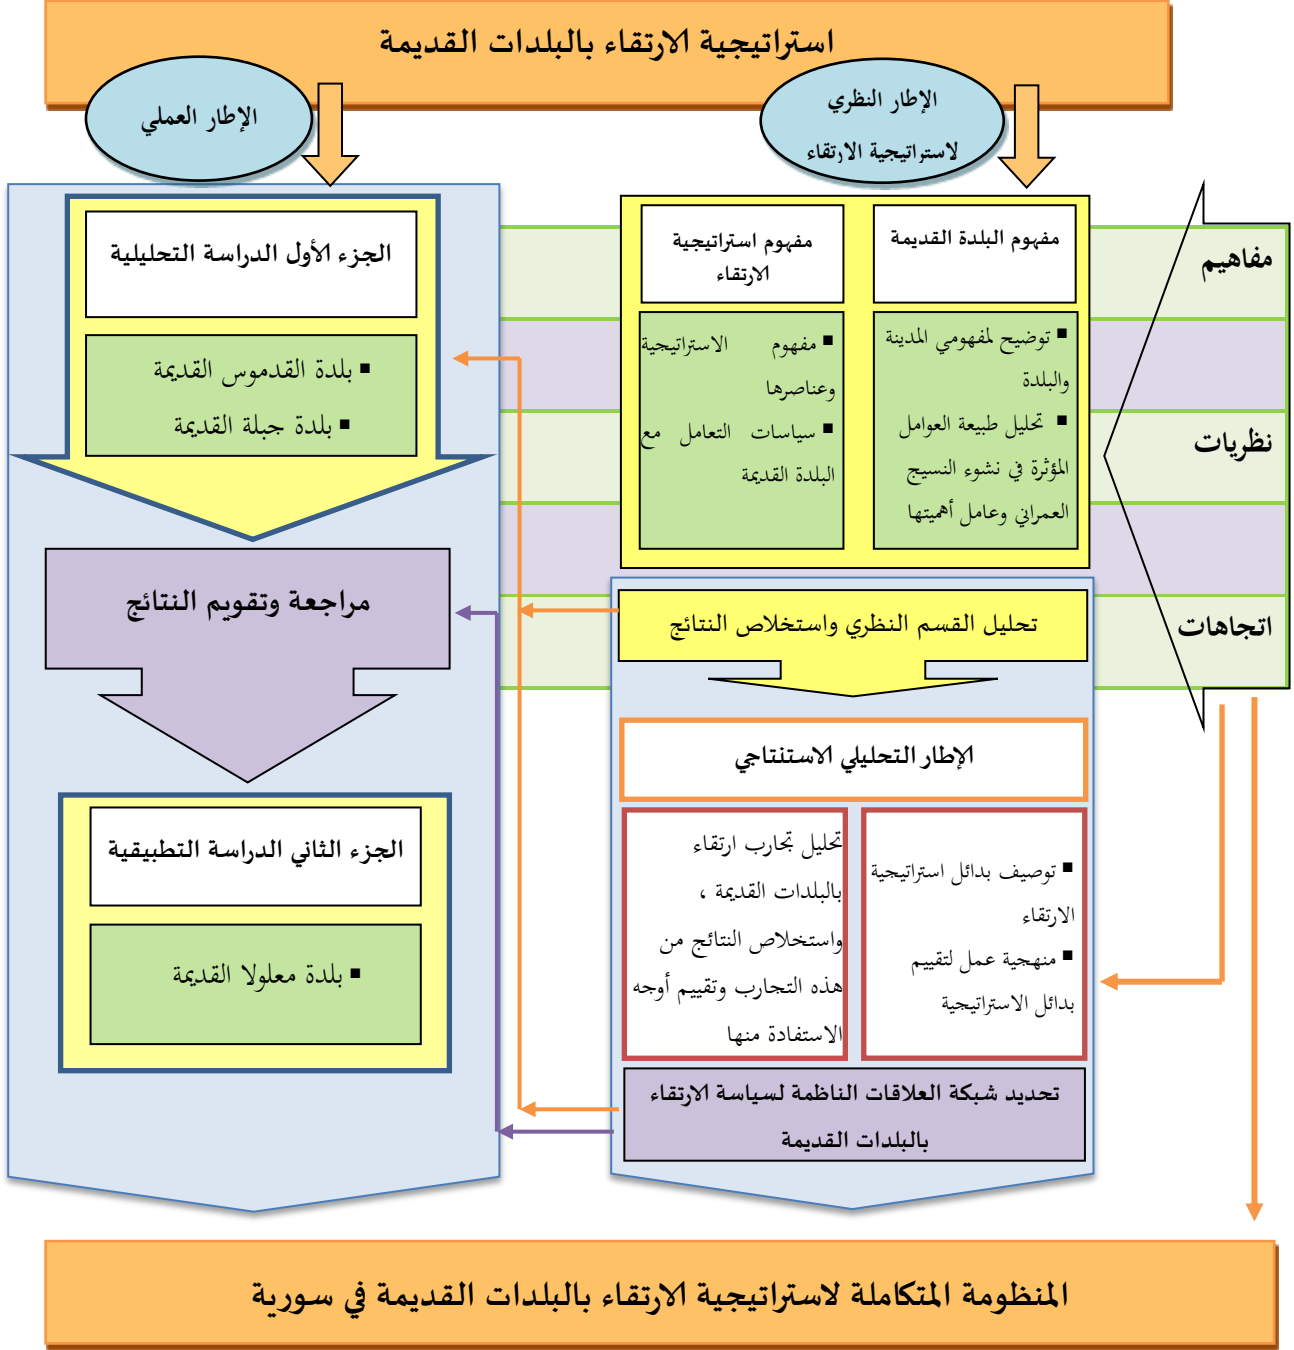 استراتيجية الارتقاء بالبلدات القديمة
الإطار النظري
لاستراتيجية الارتقاء
الإطار العملي
مفاهيم
نظريات
اتجاهات
مفهوم البلدة القديمة
▪ توضيح لمفهومي المدينة
والبلدة
▪ تحليل طبيعة العوامل
المؤثرة في نشوء النسيج
العمراني وعامل أهميتها
مفهوم استراتيجية
الارتقاء
▪ مفهوم الاستراتيجية
وعناصرها
▪ سياسات التعامل مع
البلدة القديمة
تحليل القسم النظري واستخلاص النتائج
الإطار التحليلي الاستنتاجي
▪ توصيف بدائل استراتيجية
الارتقاء
▪ منهجية عمل لتقييم
بدائل الاستراتيجية
تحليل تجارب ارتقاء
بالبلدات القديمة ،
واستخلاص النتائج من
هذه التجارب وتقييم أوجه
الاستفادة منها
تحديد شبكة العلاقات الناظمة لسياسة الارتقاء
بالبلدات القديمة
الجزء الأول الدراسة التحليلية
▪ بلدة القدموس القديمة
▪ بلدة جبلة القديمة
مراجعة وتقويم النتائج
الجزء الثاني الدراسة التطبيقية
▪ بلدة معلولا القديمة
المنظومة المتكاملة لاستراتيجية الارتقاء بالبلدات القديمة في سورية